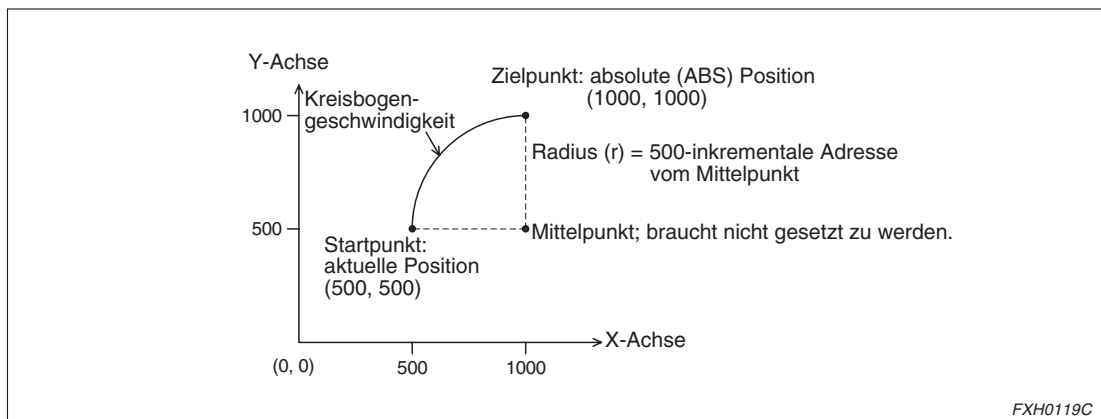 Y-Achse
Zielpunkt: absolute (ABS) Position
(1000, 1000)
Kreisbogen-
geschwindigkeit
1000
Radius (r) = 500-inkrementale Adresse
vom Mittelpunkt
500
Mittelpunkt; braucht nicht gesetzt zu werden.
Startpunkt:
aktuelle Position
(500, 500)
X-Achse
(0, 0)
500
1000
FXH0119C